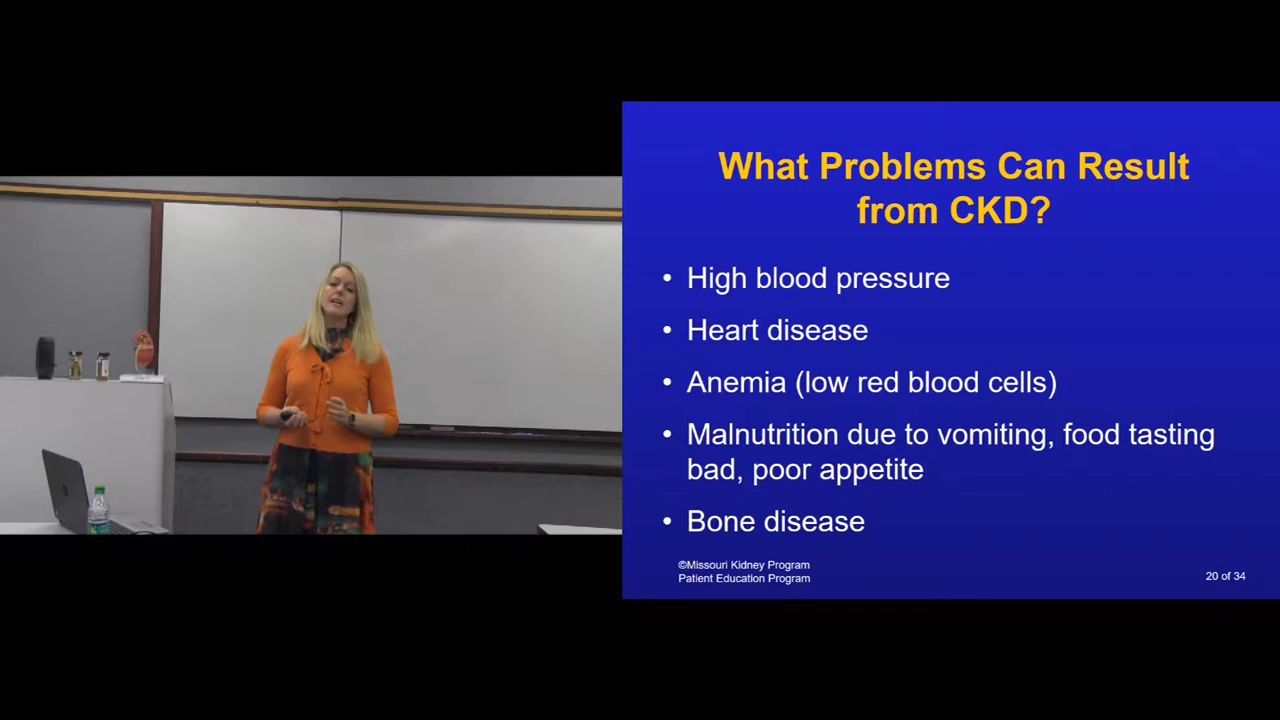 What Problems Can Result
from CKD?
• High blood pressure
• Heart disease
• Anemia (low red blood cells)
• Malnutrition due to vomiting, food tasting
bad, poor appetite
• Bone disease
©Missouri Kidney Program
Patient Education Program
20 of 34